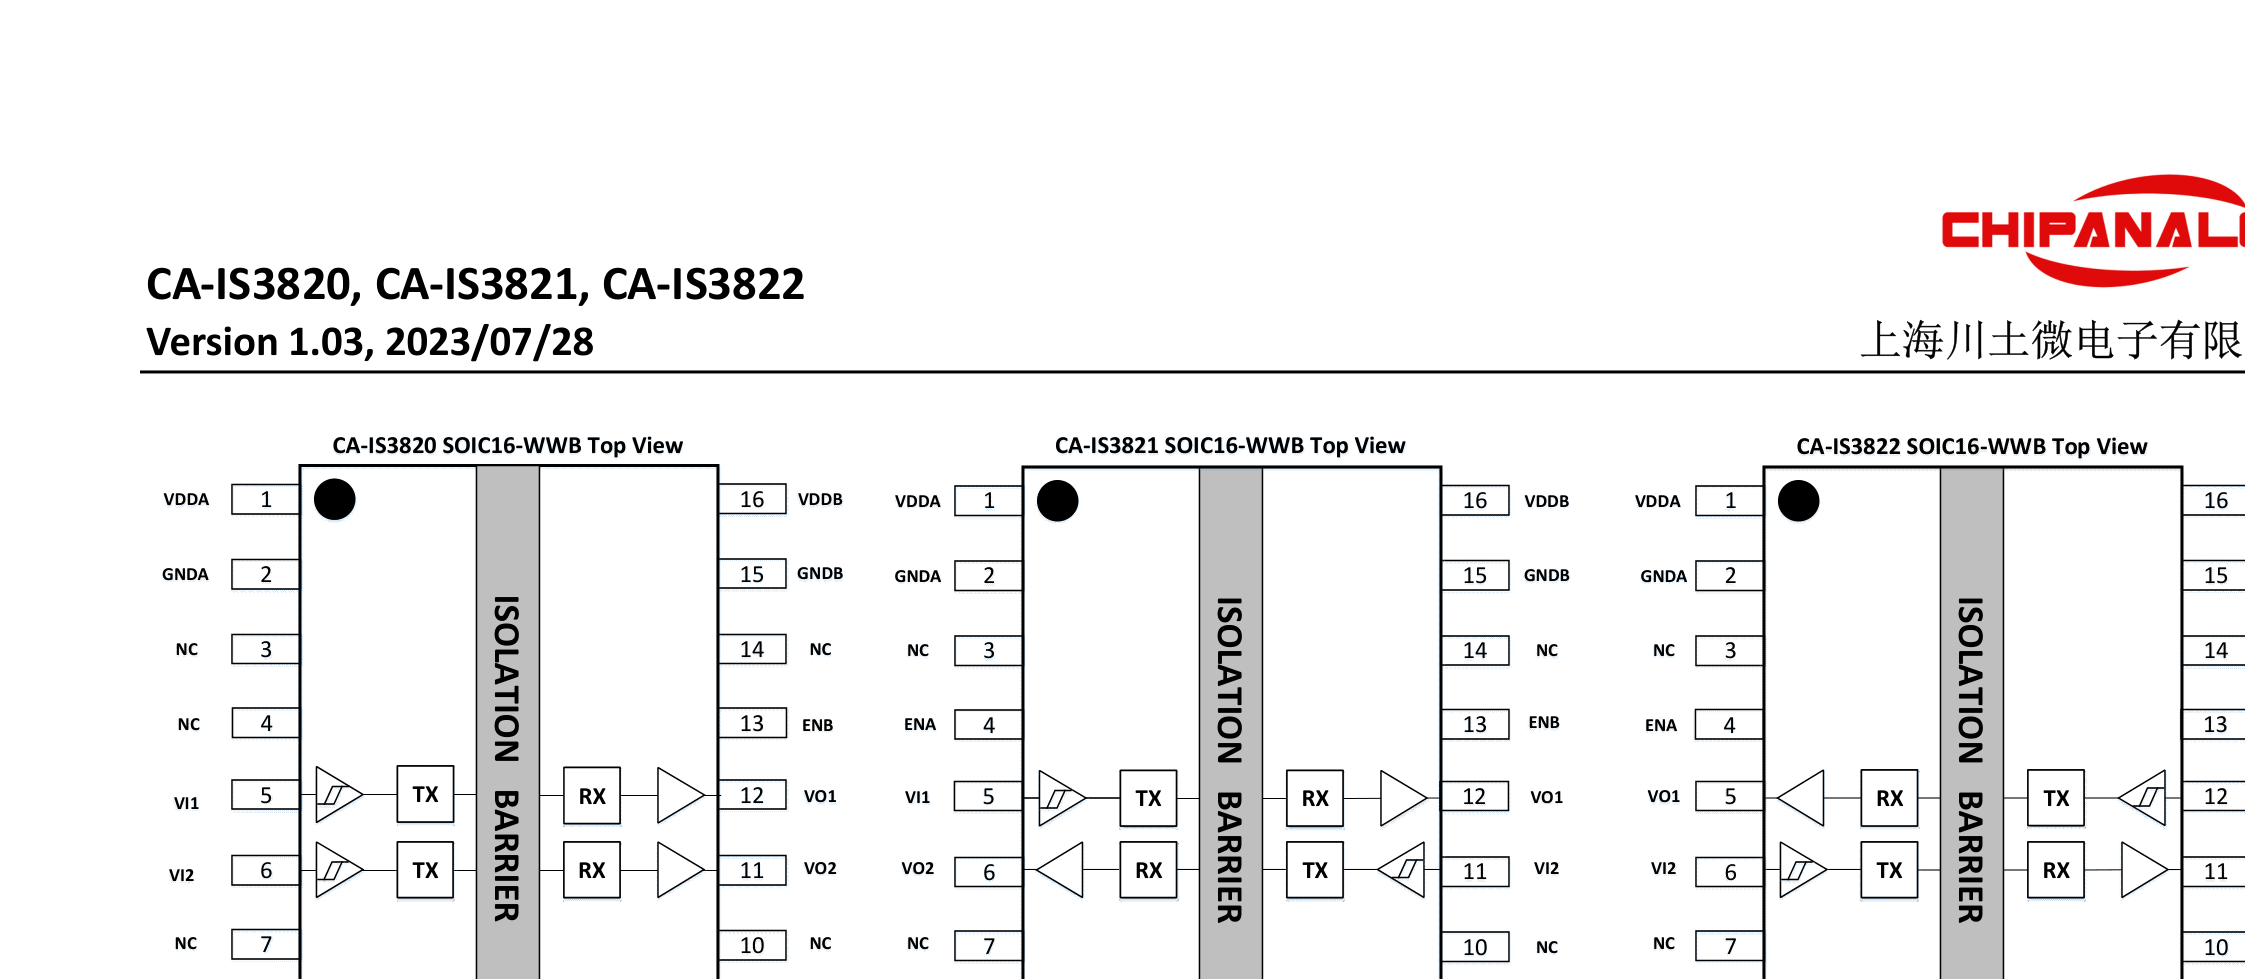 CHIPANAL
CA-IS3820, CA-IS3821, CA-IS3822
Version 1.03, 2023/07/28
上海川土微电子有限
CA-IS3820 SOIC16-WWB Top View
VDDA 1 16 VDDB
GNDA 2 15 GNDB
NC 3 14 NC
NC 4 13 ENB
VI1 5 TX RX 12 VO1
VI2 6 TX RX 11 VO2
NC 7 10 NC
ISOLATION BARRIER
CA-IS3821 SOIC16-WWB Top View
VDDA 1 16 VDDB
GNDA 2 15 GNDB
NC 3 14 NC
ENA 4 13 ENB
VI1 5 TX RX 12 VO1
VO2 6 RX TX 11 VI2
NC 7 10 NC
ISOLATION BARRIER
CA-IS3822 SOIC16-WWB Top View
VDDA 1 16
GNDA 2 15
NC 3 14
ENA 4 13
VO1 5 RX TX 12
VI2 6 TX RX 11
NC 7 10
ISOLATION BARRIER